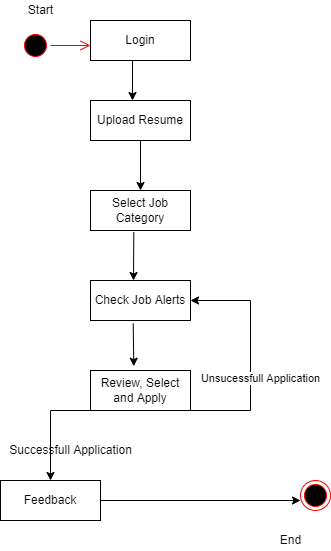 Start
Login
Upload Resume
Select Job
Category
Check Job Alerts
Review, Select
and Apply
Unsucessfull Application
Successfull Application
Feedback
End